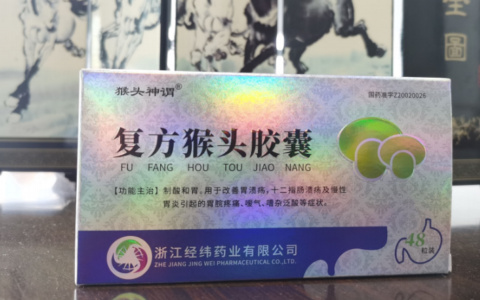 猴头神谓®
国药准字Z20020026
复方猴头胶囊
FU FANG HOU TOU JIAO NANG
【功能主治】制酸和胃。用于改善胃溃疡，十二指肠溃疡及慢性
胃炎引起的胃脘疼痛、嗳气、嘈杂泛酸等症状。
浙江经纬药业有限公司
ZHE JIANG JING WEI PHARMACEUTICAL CO.,LTD.
48
粒装
圖